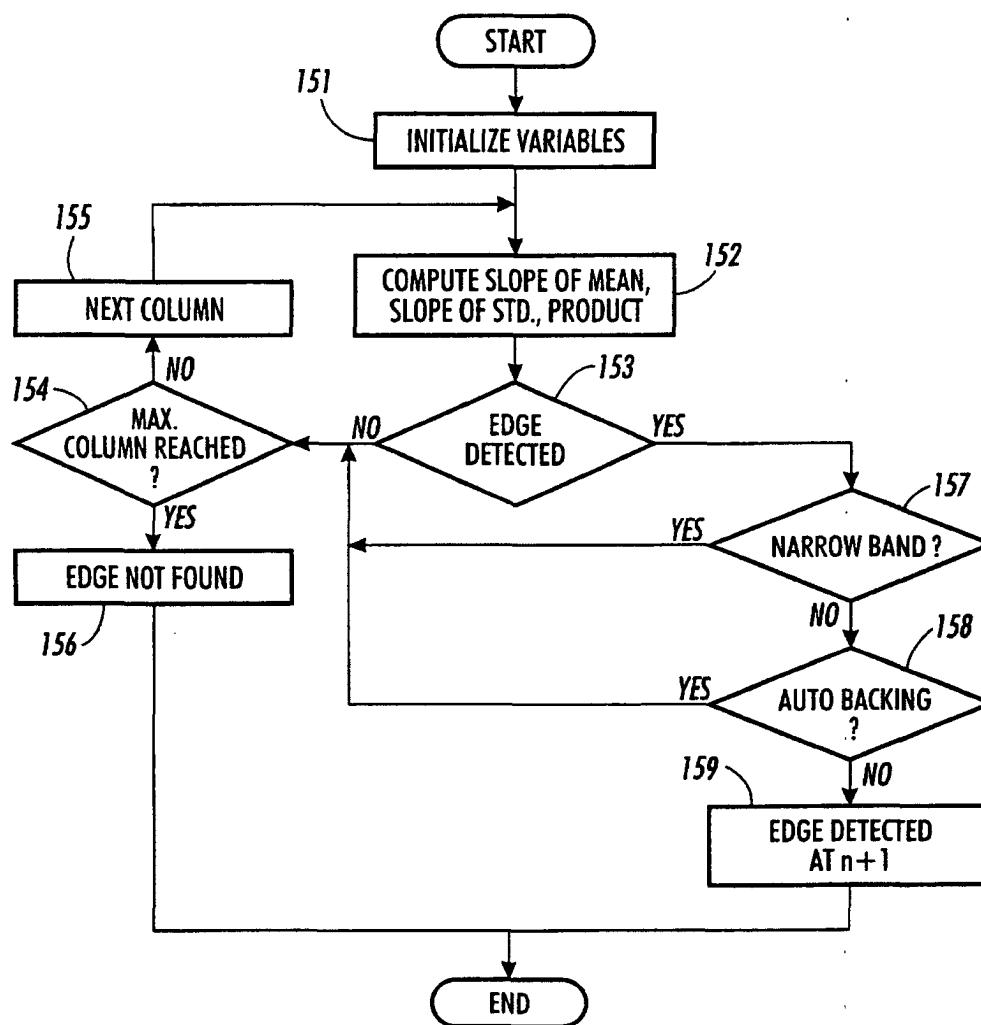 START
151
INITIALIZE VARIABLES
155
152
NEXT COLUMN
COMPUTE SLOPE OF MEAN,
SLOPE OF STD., PRODUCT
NO
153
154
MAX.
COLUMN REACHED
?
NO
EDGE
DETECTED
YES
YES
157
EDGE NOT FOUND
YES
NARROW BAND ?
156
NO
158
YES
AUTO BACKING
?
NO
159
EDGE DETECTED
AT n+1
END